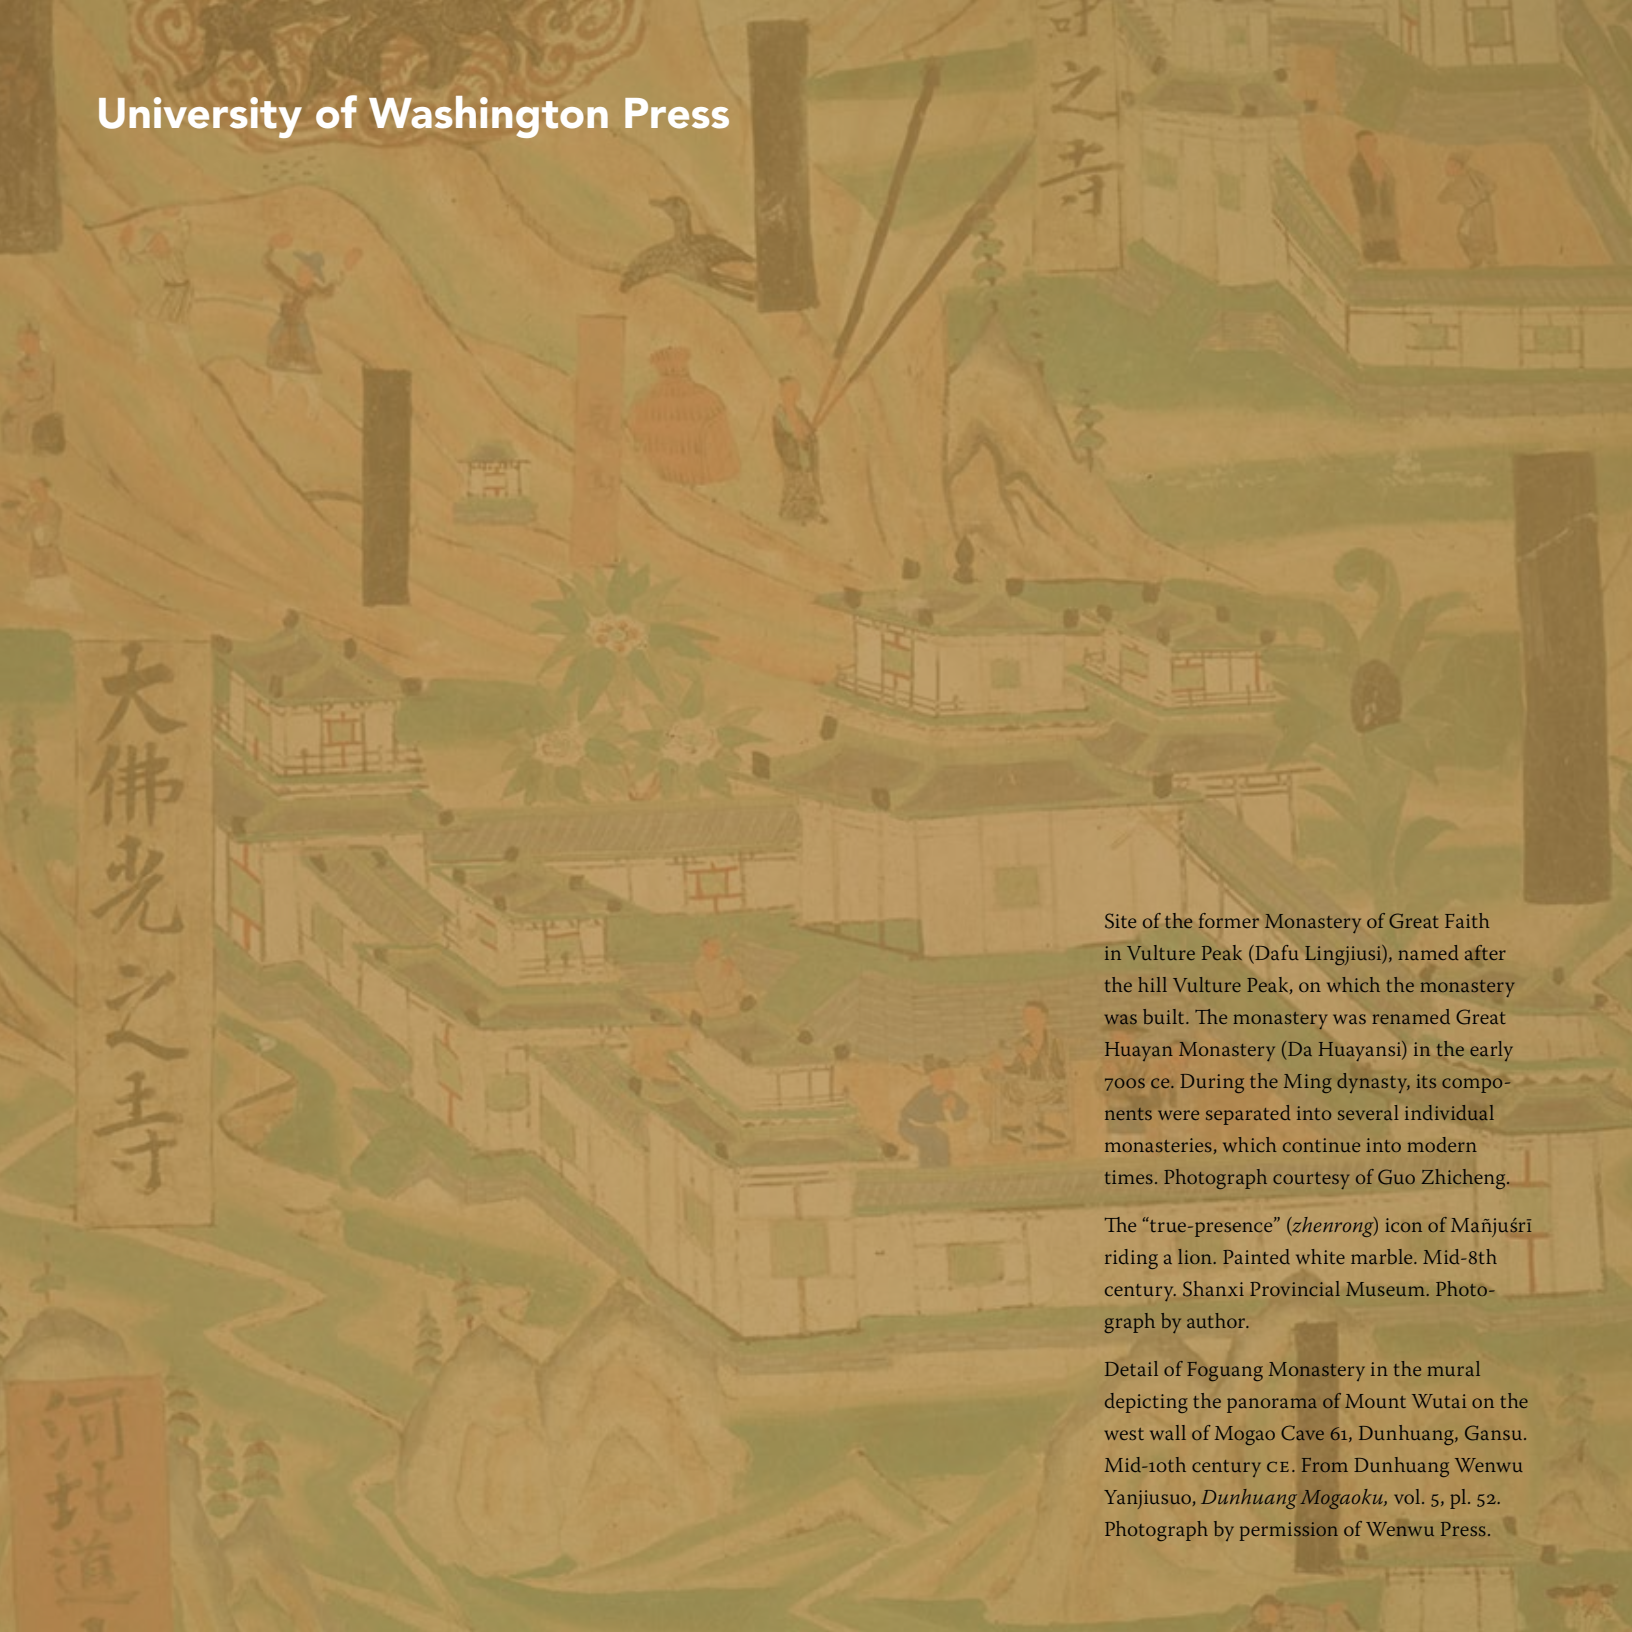 University of Washington Press
之
寺
大佛光之寺
河
道
Site of the former Monastery of Great Faith
in Vulture Peak (Dafu Lingjiusi), named after
the hill Vulture Peak, on which the monastery
was built. The monastery was renamed Great
Huayan Monastery (Da Huayansi) in the early
700s ce. During the Ming dynasty, its compo-
nents were separated into several individual
monasteries, which continue into modern
times. Photograph courtesy of Guo Zhicheng.
The “true-presence” (zhenrong) icon of Mañjuśrī
riding a lion. Painted white marble. Mid-8th
century. Shanxi Provincial Museum. Photo-
graph by author.
Detail of Foguang Monastery in the mural
depicting the panorama of Mount Wutai on the
west wall of Mogao Cave 61, Dunhuang, Gansu.
Mid-10th century CE. From Dunhuang Wenwu
Yanjiusuo, Dunhuang Mogaoku, vol. 5, pl. 52.
Photograph by permission of Wenwu Press.